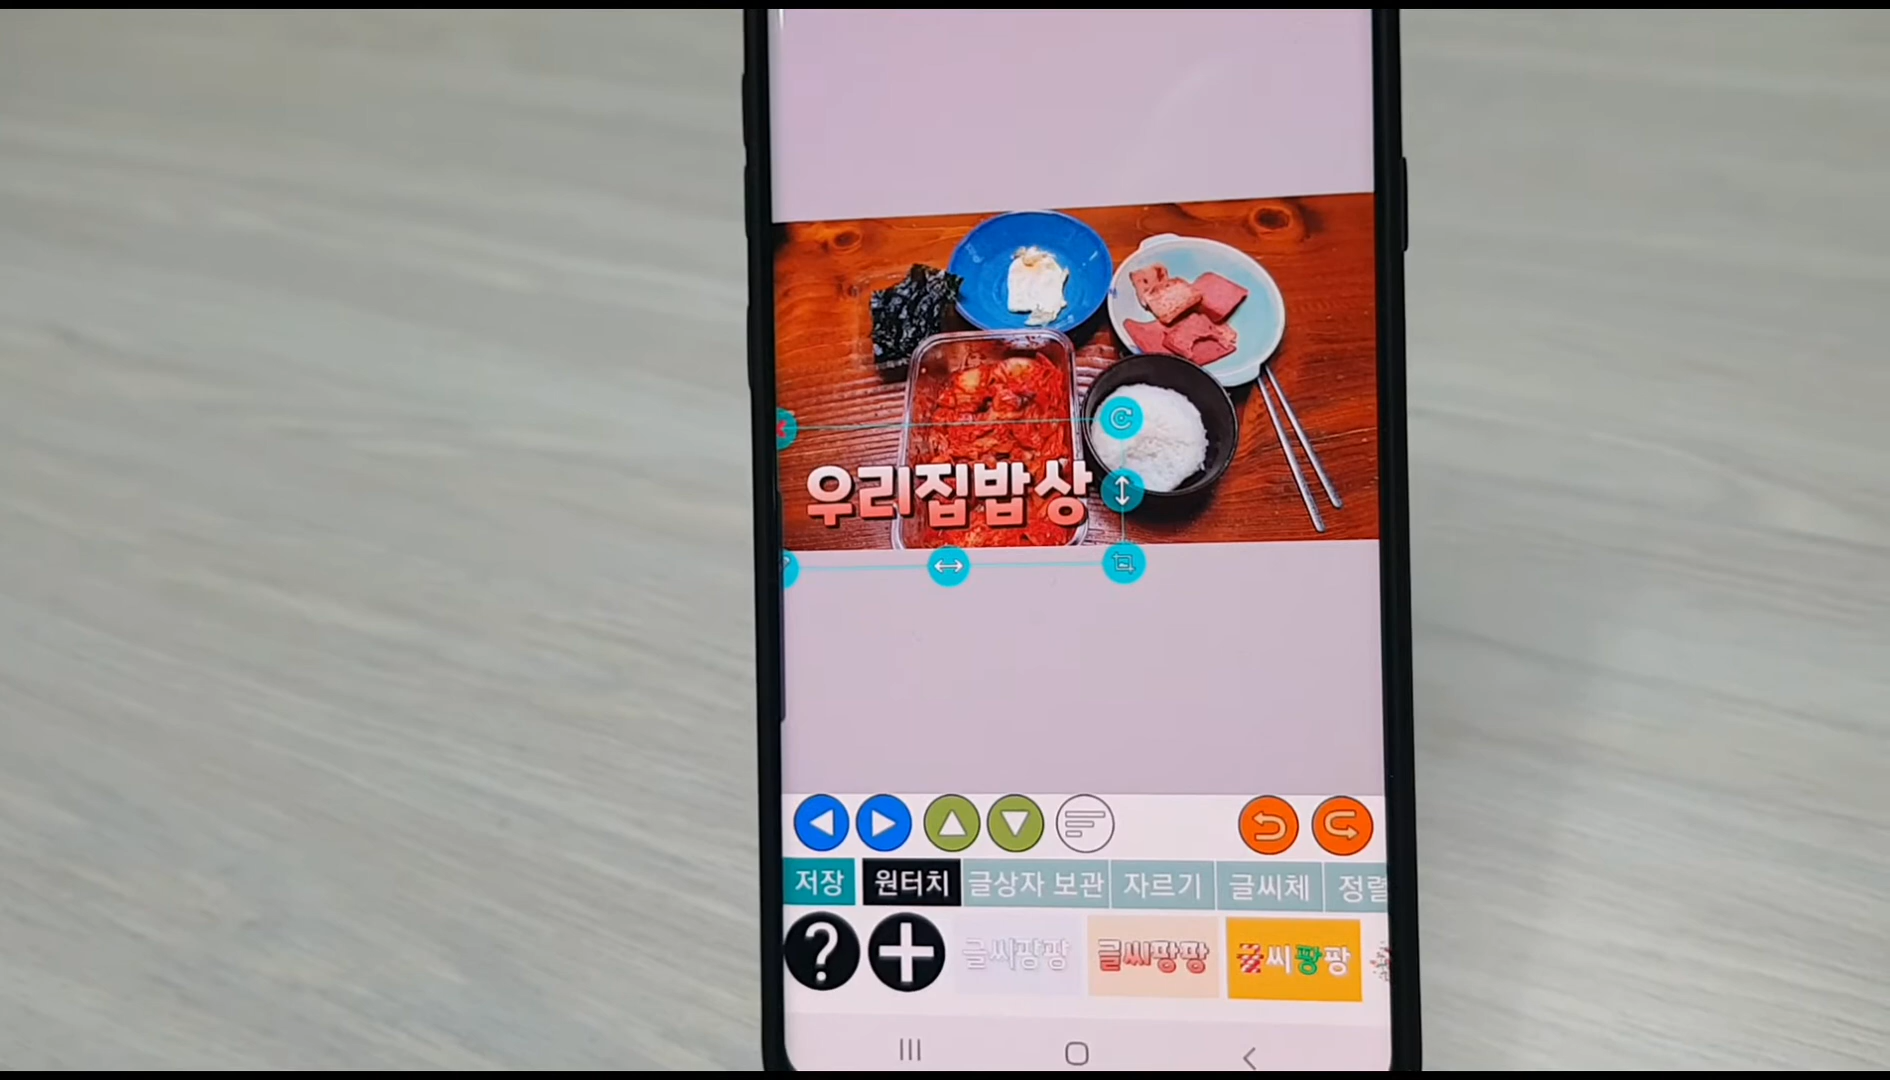 우리집밥상
저장 원터치 글상자 보관 자르기 글씨체 정렬
? + 글씨팡팡 글씨팡팡 글씨팡팡